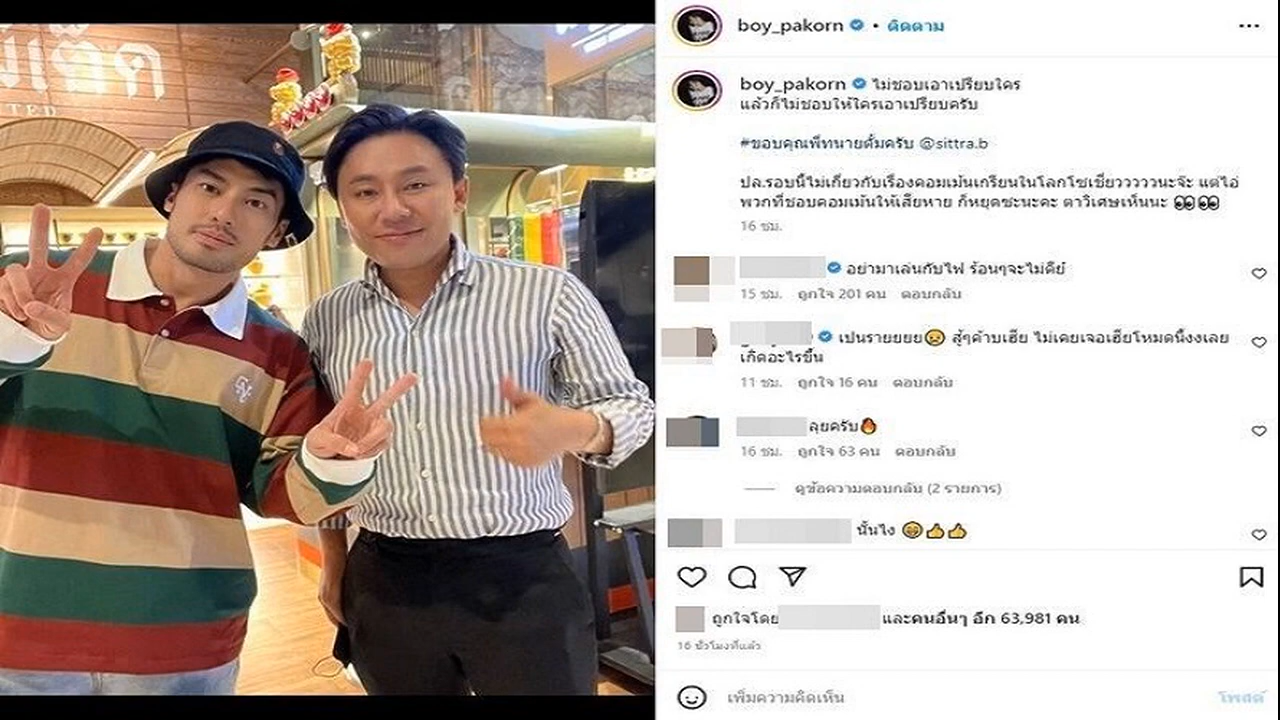 TED
boy_pakorn • ติดตาม
boy_pakorn ไม่ชอบเอาเปรียบใคร
แล้วก็ไม่ชอบให้ใครเอาเปรียบครับ
#ขอบคุณพี่ทนายตั้มครับ @sittra.b
ปล.รอบนี้ไม่เกี่ยวกับเรื่องคอมเม้นเกรียนในโลกโซเชี่ยวววววนะจ๊ะ แต่ไอ่
พวกที่ชอบคอมเม้นให้เสียหาย ก็หยุดซะนะคะ ตาวิเศษเห็นนะ 👀👀
16 ชม.
อย่ามาเล่นกับไฟ ร้อนๆจะไม่คีย์
15 ชม. ถูกใจ 201 คน ตอบกลับ
เปนรายยยย😢 สู้ๆค้าบเฮีย ไม่เคยเจอเฮียโหมดนี้งงเลย
เกิดอะไรขึ้น
11 ชม. ถูกใจ 16 คน ตอบกลับ
ลุยครับ🔥
16 ชม. ถูกใจ 63 คน ตอบกลับ
ดูข้อความตอบกลับ (2 รายการ)
นั้นไง 😁👍👍
ถูกใจโดย และคนอื่นๆ อีก 63,981 คน
16 ชั่วโมงที่แล้ว
เพิ่มความคิดเห็น โพสต์